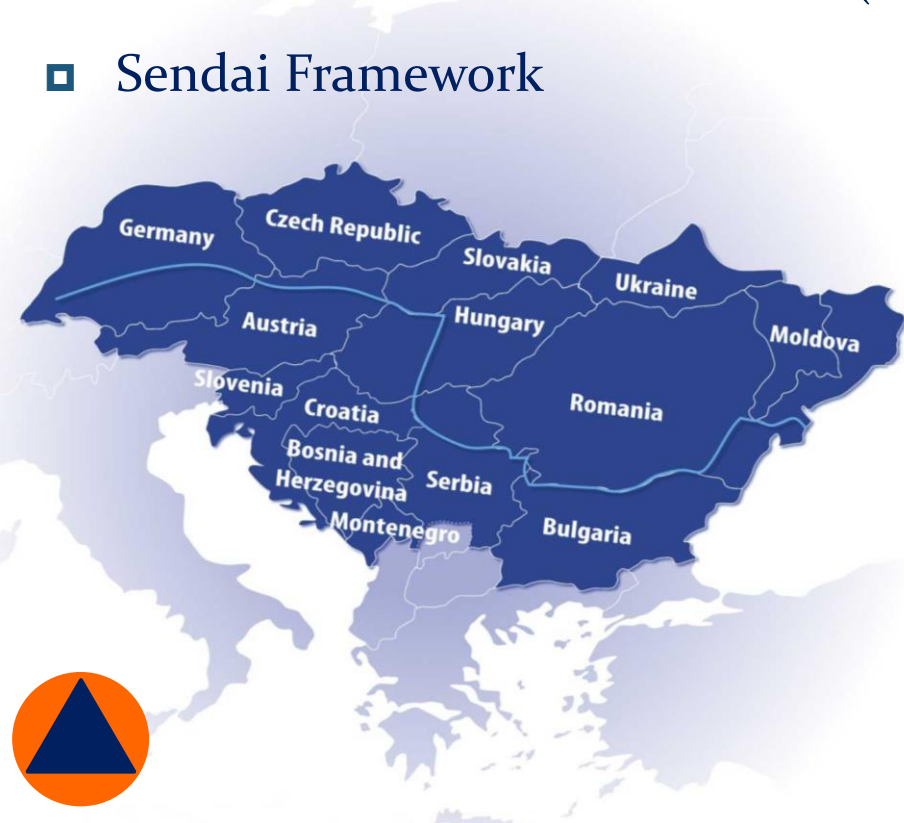 Sendai Framework
Germany
Czech Republic
Slovakia
Ukraine
Austria
Hungary
Moldova
Slovenia
Croatia
Romania
Bosnia and
Herzegovina
Serbia
Montenegro
Bulgaria